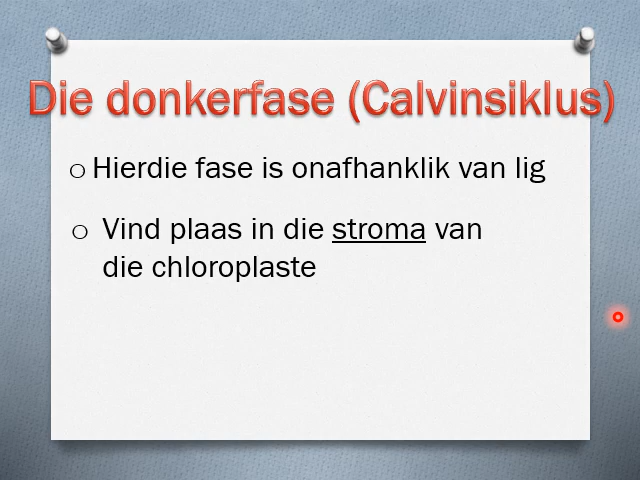 Die donkerfase (Calvinsiklus)
o Hierdie fase is onafhanklik van lig
o Vind plaas in die stroma van
die chloroplaste